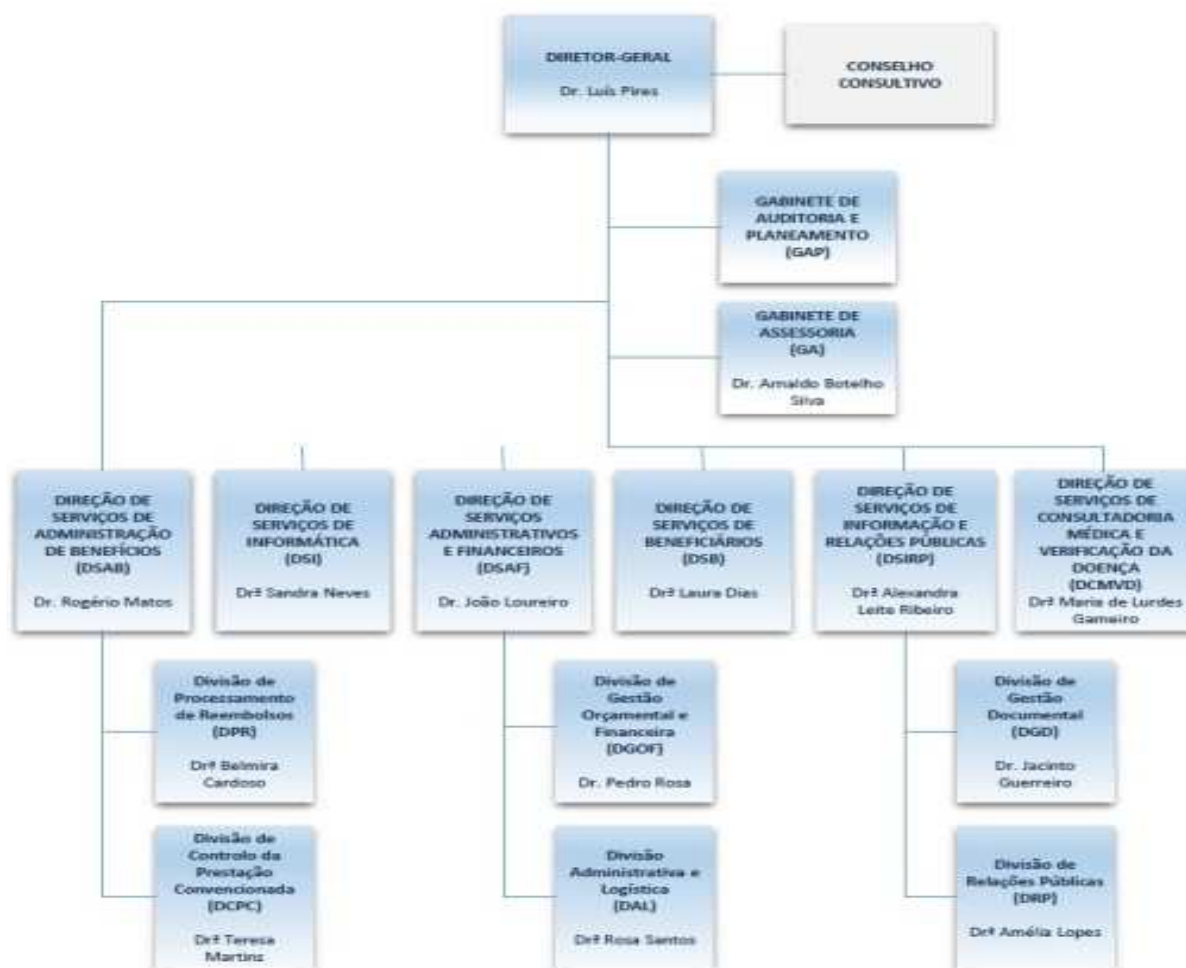 DIRETOR-GERAL
Dr. Luís Pires
CONSELHO
CONSULTIVO
GABINETE DE
AUDITORIA E
PLANEAMENTO
(GAP)
GABINETE DE
ASSESSORIA
(GA)
Dr. Arnaldo Botelho
Silva
DIREÇÃO DE
SERVIÇOS DE
ADMINISTRAÇÃO
DE BENEFÍCIOS
(DSAB)
Dr. Rogério Matos
DIREÇÃO DE
SERVIÇOS DE
INFORMÁTICA
(DSI)
Drª Sandra Neves
DIREÇÃO DE
SERVIÇOS
ADMINISTRATIVOS
E FINANCEIROS
(DSAF)
Dr. João Loureiro
DIREÇÃO DE
SERVIÇOS DE
BENEFICIÁRIOS
(DSB)
Drª Laura Dias
DIREÇÃO DE
SERVIÇOS DE
INFORMAÇÃO E
RELAÇÕES PÚBLICAS
(DSIRP)
Drª Alexandra
Leite Ribeiro
DIREÇÃO DE
SERVIÇOS DE
CONSULTADORIA
MÉDICA E
VERIFICAÇÃO DA
DOENÇA
(DCMVD)
Drª Maria de Lurdes
Gameiro
Divisão de
Processamento
de Reembolsos
(DPR)
Drª Belmira
Cardoso
Divisão de
Gestão
Orçamental e
Financeira
(DGOF)
Dr. Pedro Rosa
Divisão de
Gestão
Documental
(DGD)
Dr. Jacinto
Guerreiro
Divisão de
Controlo da
Prestação
Convencionada
(DCPC)
Drª Teresa
Martins
Divisão
Administrativa e
Logística
(DAL)
Drª Rosa Santos
Divisão de
Relações Públicas
(DRP)
Drª Amélia Lopes